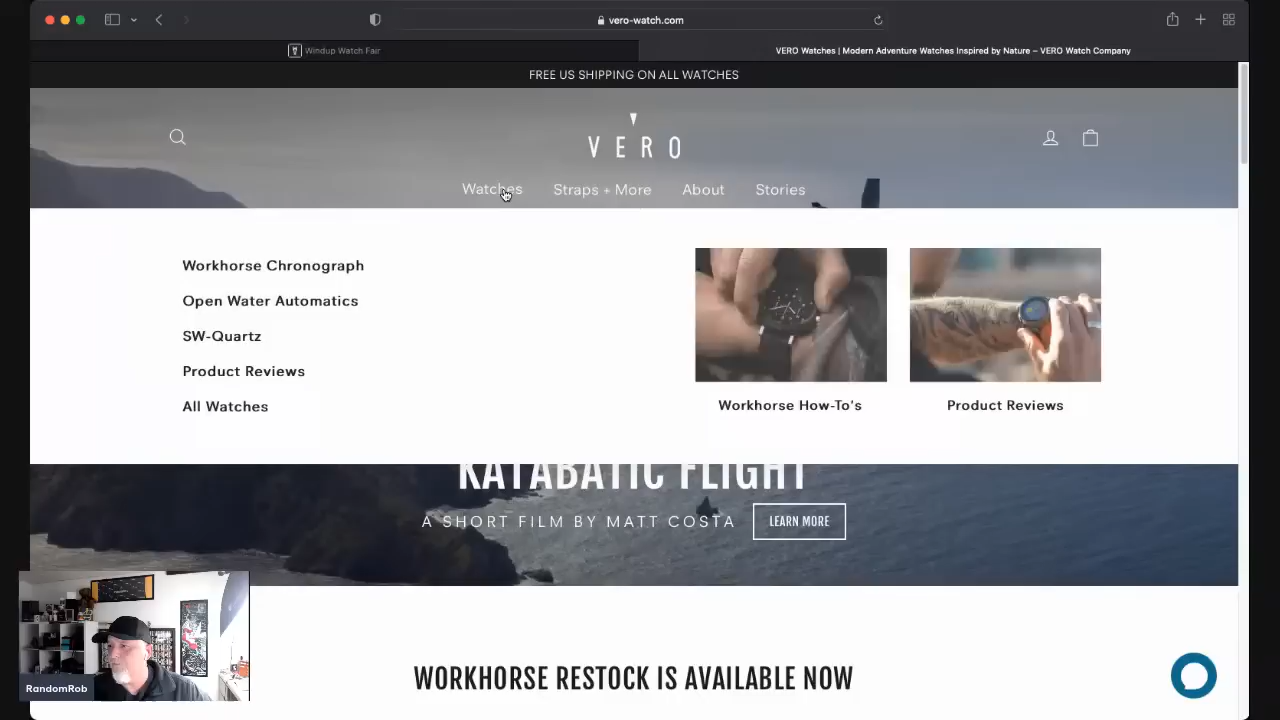 vero-watch.com
Windup Watch Fair
VERO Watches | Modern Adventure Watches Inspired by Nature – VERO Watch Company
FREE US SHIPPING ON ALL WATCHES
VERO
Watches
Straps + More
About
Stories
Workhorse Chronograph
Open Water Automatics
SW-Quartz
Product Reviews
All Watches
Workhorse How-To's
Product Reviews
KATABATIC FLIGHT
A SHORT FILM BY MATT COSTA
LEARN MORE
WORKHORSE RESTOCK IS AVAILABLE NOW
RandomRob